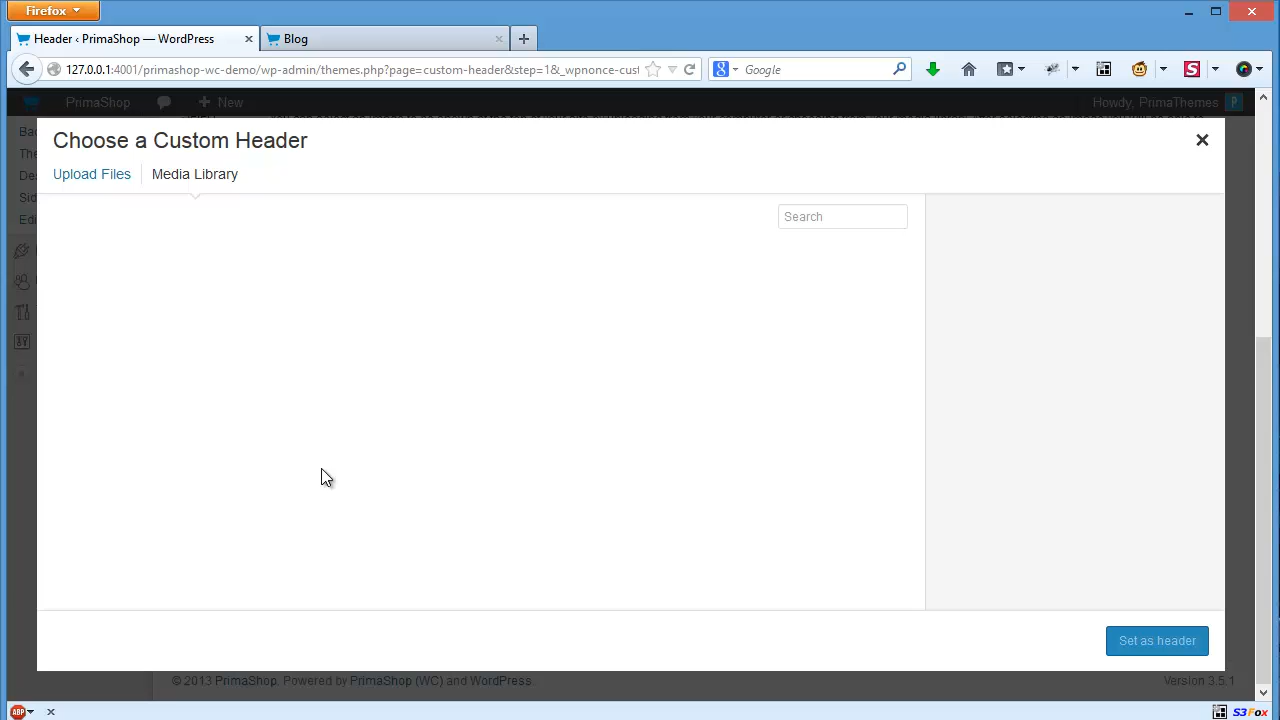 Firefox
Header ‹ PrimaShop — WordPress
Blog
127.0.0.1:4001/primashop-wc-demo/wp-admin/themes.php?page=custom-header&step=1&_wpnonce-cust
Google
PrimaShop
New
Howdy, PrimaThemes
P
Choose a Custom Header
Upload Files
Media Library
Search
Set as header
© 2013 PrimaShop. Powered by PrimaShop (WC) and WordPress.
Version 3.5.1
ABP
S3Fox